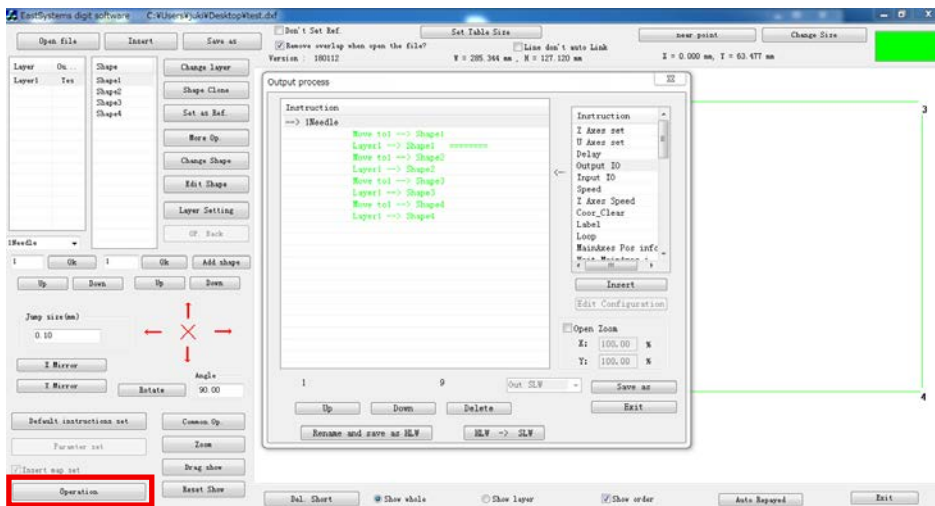 EastSystems digit software C:¥Users¥juki¥Desktop¥test.dxf
Open file Insert Save as
Don't Set Ref.
Set Table Size
near point Change Size
Remove overlap when open the file?
Line don't auto Link
Version : 180112 W = 285.344 mm , H = 127.120 mm X = 0.000 mm, Y = 63.477 mm
Layer Ou... Shape
Layer1 Yes Shape1
Shape2
Shape3
Shape4
Change layer
Shape Clone
Set as Ref.
More Op.
Change Shape
Edit Shape
Layer Setting
OP. Back
1Needle
1 Ok 1 Ok Add shape
Up Down Up Down
Jump size(mm)
0.10
X Mirror
Y Mirror Rotate
Angle
90.00
Default instructions set Common Op.
Parameter set Zoom
Insert map set Drag show
Operation Reset Show
Output process
Instruction
--> 1Needle
Move to1 --> Shape1
Layer1 --> Shape1 ========
Move to1 --> Shape2
Layer1 --> Shape2
Move to1 --> Shape3
Layer1 --> Shape3
Move to1 --> Shape4
Layer1 --> Shape4
<--
Instruction
Z Axes set
U Axes set
Delay
Output IO
Input IO
Speed
Z Axes Speed
Coor_Clear
Label
Loop
MainAxes Pos info
Insert
Edit Configuration
Open Zoom
X: 100.00 %
Y: 100.00 %
1 9 Out SLW Save as
Up Down Delete Exit
Rename and save as HLW HLW -> SLW
3
4
Del. Short Show whole Show layer Show order Auto Repayed Exit